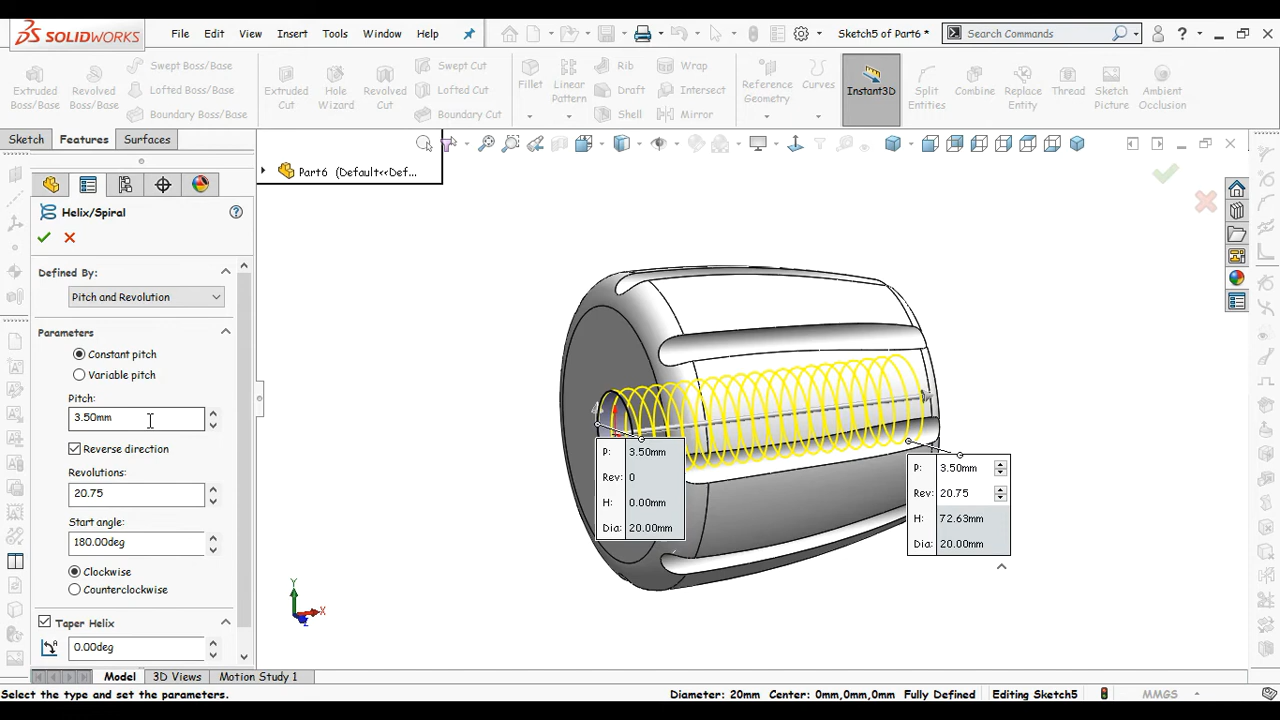 SOLIDWORKS
File Edit View Insert Tools Window Help
Sketch5 of Part6 *
Search Commands
Extruded Boss/Base
Revolved Boss/Base
Swept Boss/Base
Lofted Boss/Base
Boundary Boss/Base
Extruded Cut
Hole Wizard
Revolved Cut
Swept Cut
Lofted Cut
Boundary Cut
Fillet
Linear Pattern
Rib
Draft
Shell
Wrap
Intersect
Mirror
Reference Geometry
Curves
Instant3D
Split Entities
Combine
Replace Entity
Thread
Sketch Picture
Ambient Occlusion
Sketch Features Surfaces
Part6 (Default<<Def...
Helix/Spiral
Defined By:
Pitch and Revolution
Parameters
Constant pitch
Variable pitch
Pitch:
3.50mm
Reverse direction
Revolutions:
20.75
Start angle:
180.00deg
Clockwise
Counterclockwise
Taper Helix
0.00deg
P: 3.50mm
Rev: 0
H: 0.00mm
Dia: 20.00mm
P: 3.50mm
Rev: 20.75
H: 72.63mm
Dia: 20.00mm
Y
X
Z
Model 3D Views Motion Study 1
Select the type and set the parameters.
Diameter: 20mm Center: 0mm,0mm,0mm Fully Defined Editing Sketch5 MMGS